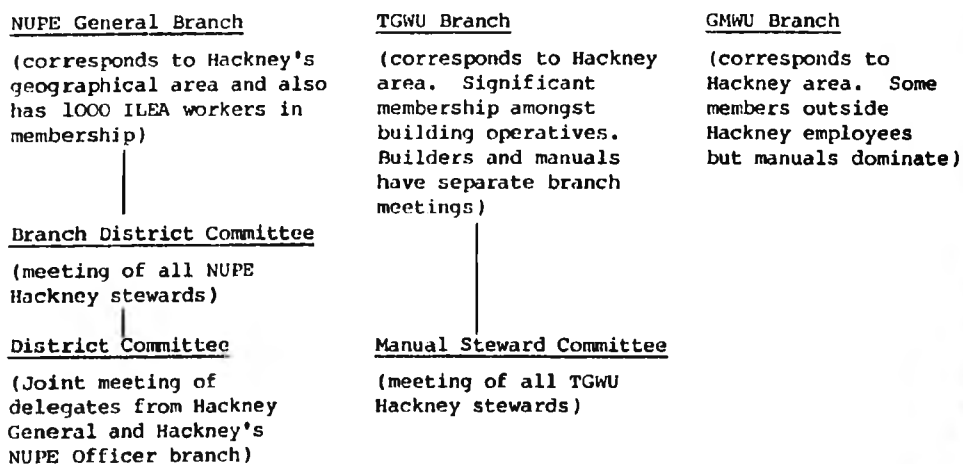 NUPE General Branch
(corresponds to Hackney's
geographical area and also
has 1000 ILEA workers in
membership)
Branch District Committee
(meeting of all NUPE
Hackney stewards)
District Committee
(Joint meeting of
delegates from Hackney
General and Hackney's
NUPE Officer branch)
TGWU Branch
(corresponds to Hackney
area. Significant
membership amongst
building operatives.
Builders and manuals
have separate branch
meetings)
Manual Steward Committee
(meeting of all TGWU
Hackney stewards)
GMWU Branch
(corresponds to
Hackney area. Some
members outside
Hackney employees
but manuals dominate)